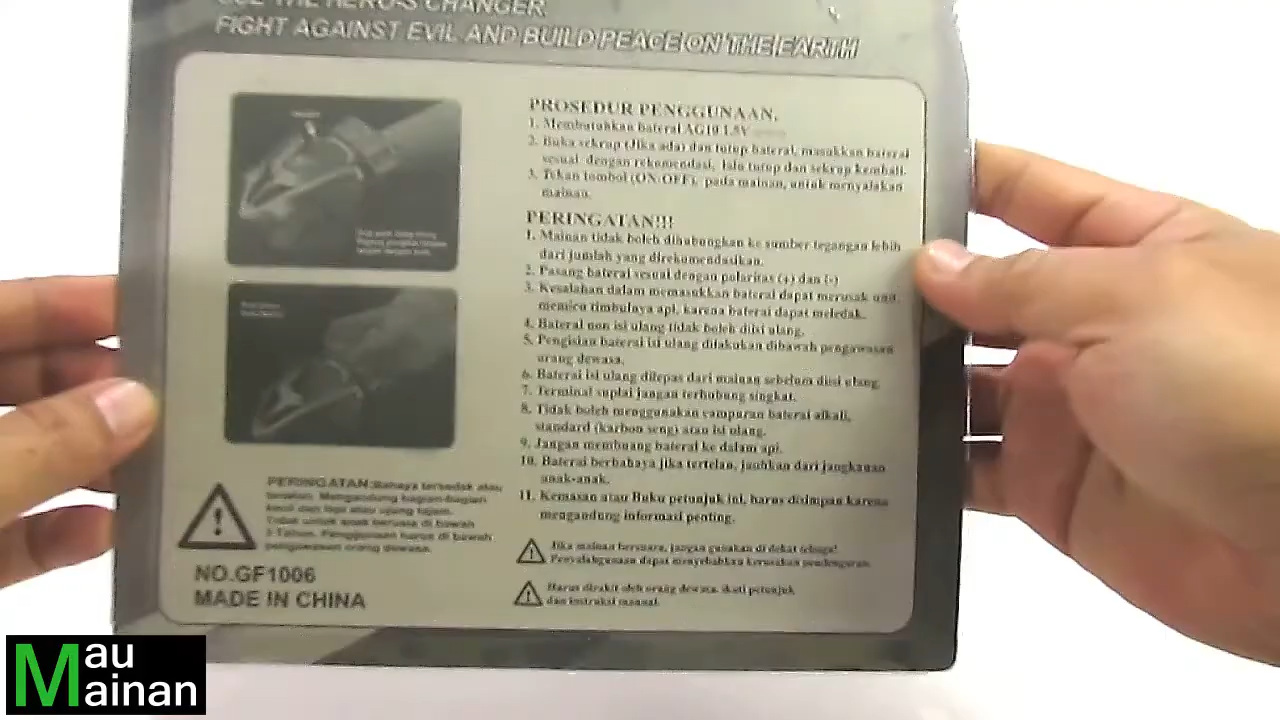 USE THE HERO'S CHANGER
FIGHT AGAINST EVIL AND BUILD PEACE ON THE EARTH
PROSEDUR PENGGUNAAN.
1. Membutuhkan baterai AG10 1.5V
2. Buka sekrup (Jika ada) dan tutup baterai, masukkan baterai
sesuai dengan rekomendasi, lalu tutup dan sekrup kembali.
3. Tekan tombol (ON-OFF), pada mainan, untuk menyalakan
mainan.
PERINGATAN!!!
1. Mainan tidak boleh dihubungkan ke sumber tegangan lebih
dari jumlah yang direkomendasikan.
2. Pasang baterai sesuai dengan polaritas (+) dan (-)
3. Kesalahan dalam memasukkan baterai dapat merusak unit,
memicu timbulnya api, karena baterai dapat meledak.
4. Baterai non isi ulang tidak boleh diisi ulang.
5. Pengisian baterai isi ulang dilakukan dibawah pengawasan
orang dewasa.
6. Baterai isi ulang dilepas dari mainan sebelum diisi ulang.
7. Terminal suplai jangan terhubung singkat.
8. Tidak boleh menggunakan campuran baterai alkali,
standard (karbon seng) atau isi ulang.
9. Jangan membuang baterai ke dalam api.
10. Baterai berbahaya jika tertelan, jauhkan dari jangkauan
anak-anak.
11. Kemasan atau Buku petunjuk ini, harus disimpan karena
mengandung informasi penting.
Jika mainan bersuara, jangan gunakan di dekat telinga!
Penyalahgunaan dapat menyebabkan kerusakan pendengaran.
Harus dirakit oleh orang dewasa, ikuti petunjuk
dan instruksi manual.
PERINGATAN: Bahaya tersedak atau
tertelan. Mengandung bagian-bagian
kecil dan tepi atau ujung tajam.
Tidak untuk anak berusia di bawah
3 Tahun. Penggunaan harus di bawah
pengawasan orang dewasa.
NO.GF1006
MADE IN CHINA
Mau
Mainan